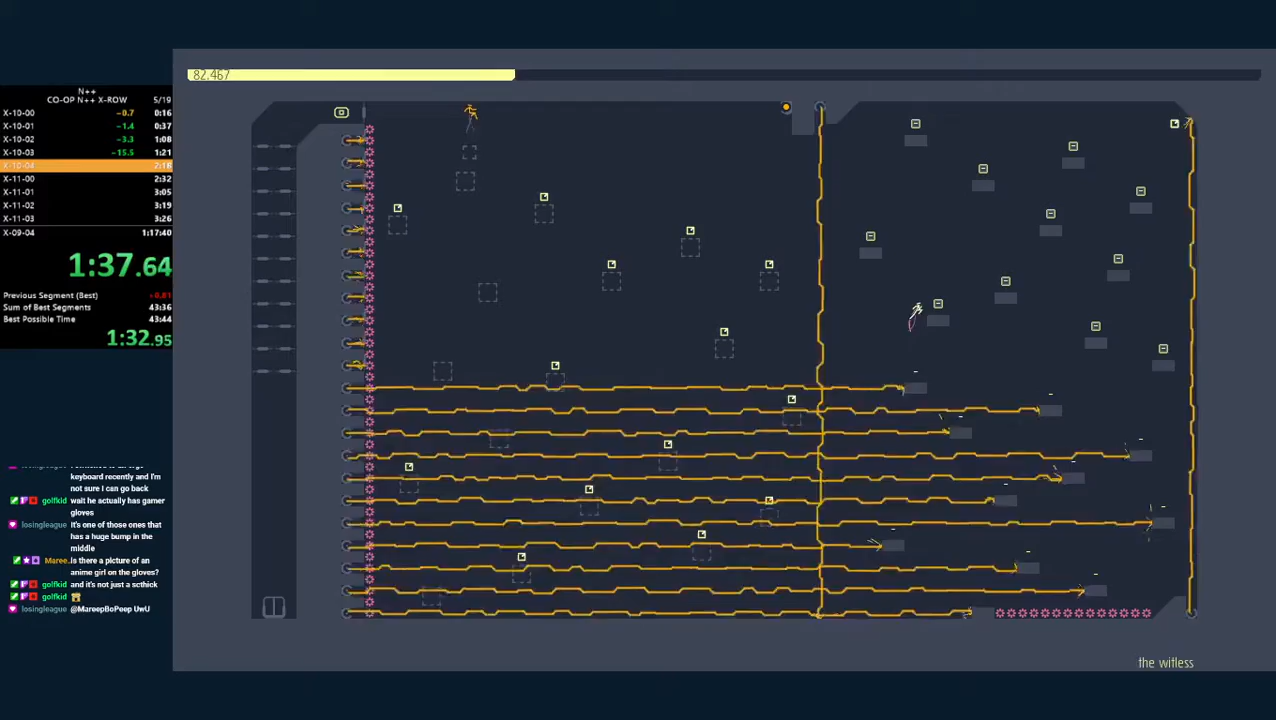 82.467
N++
CO-OP N++ X-ROW 5/19
X-10-00 -0.7 0:16
X-10-01 -1.4 0:37
X-10-02 -3.3 1:08
X-10-03 -15.5 1:21
X-10-04 2:18
X-11-00 2:32
X-11-01 3:05
X-11-02 3:19
X-11-03 3:26
X-09-04 1:17:40
1:37.64
Previous Segment (Best) +0.81
Sum of Best Segments 43:36
Best Possible Time 43:44
1:32.95
keyboard recently and I'm
not sure I can go back
golfkid wait he actually has gamer
gloves
losingleague It's one of those ones that
has a huge bump in the
middle
Maree.. Is there a picture of an
anime girl on the gloves?
golfkid and it's not just a scthick
golfkid
losingleague @MareepBoPeep UwU
the witless